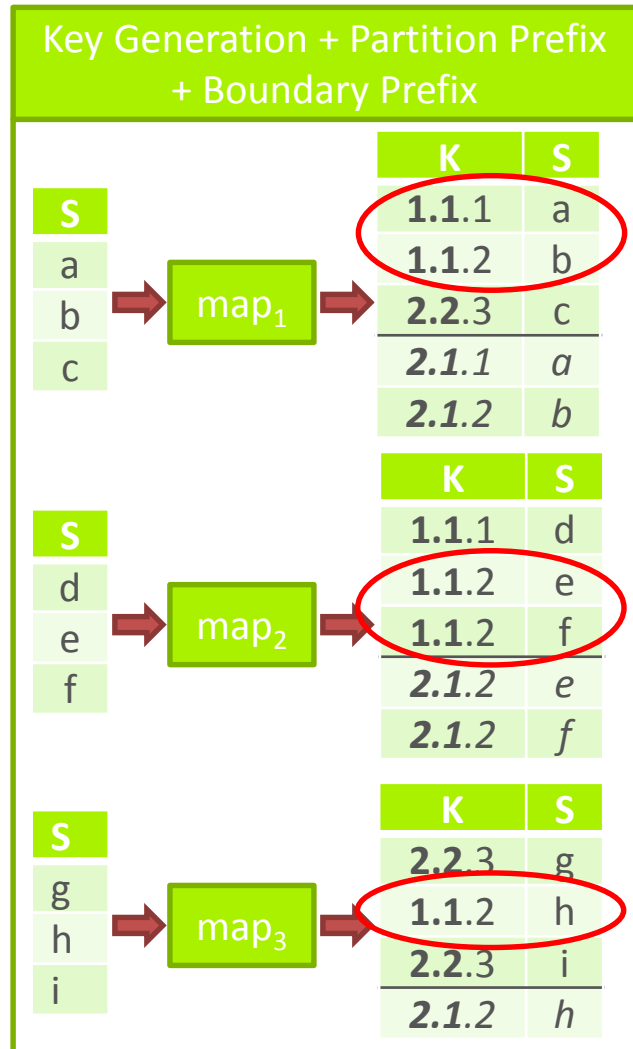 Key Generation + Partition Prefix
+ Boundary Prefix
S
a
b
c
map1
K S
1.1.1 a
1.1.2 b
2.2.3 c
2.1.1 a
2.1.2 b
S
d
e
f
map2
K S
1.1.1 d
1.1.2 e
1.1.2 f
2.1.2 e
2.1.2 f
S
g
h
i
map3
K S
2.2.3 g
1.1.2 h
2.2.3 i
2.1.2 h